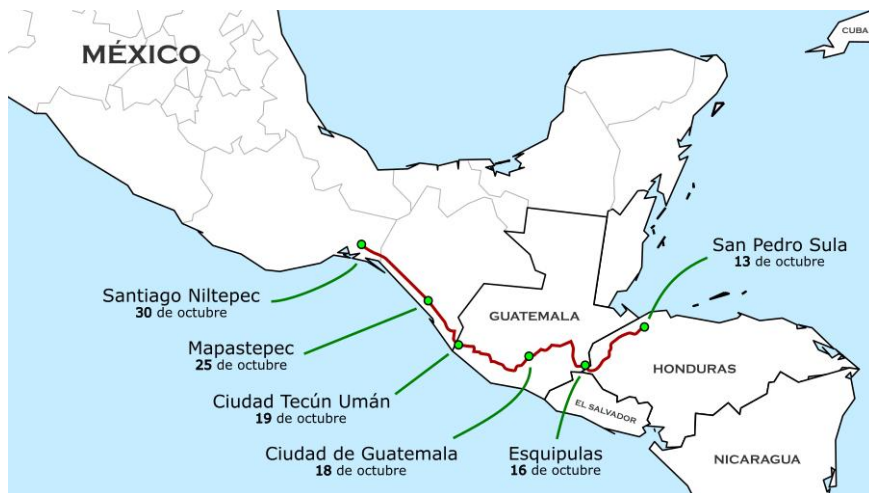 CUBA
MÉXICO
San Pedro Sula
13 de octubre
Santiago Niltepec
30 de octubre
GUATEMALA
Mapastepec
25 de octubre
HONDURAS
Ciudad Tecún Umán
19 de octubre
EL SALVADOR
Ciudad de Guatemala
18 de octubre
Esquipulas
16 de octubre
NICARAGUA